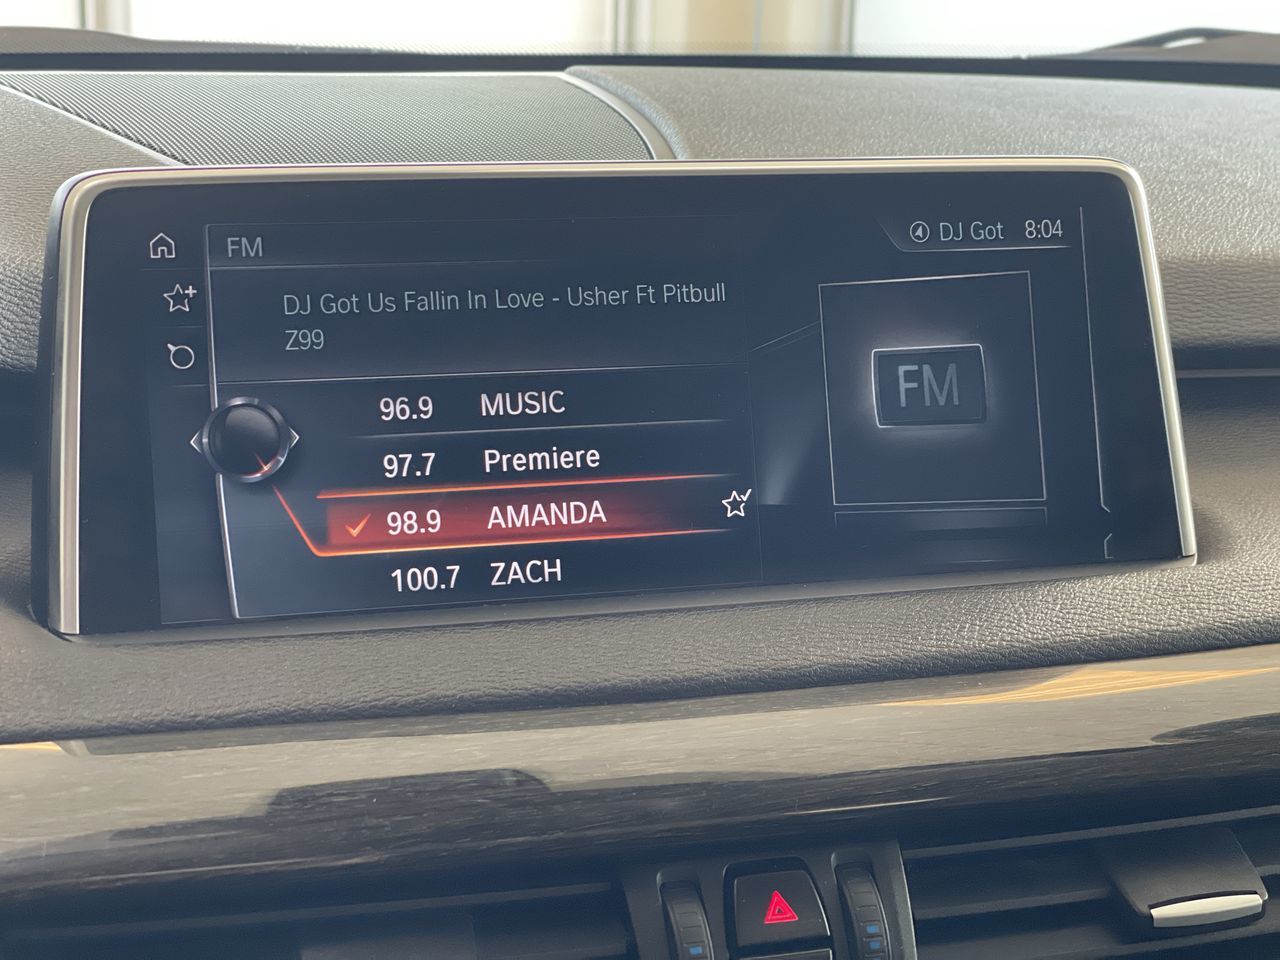 FM
DJ Got 8:04
DJ Got Us Fallin In Love - Usher Ft Pitbull
Z99
FM
96.9 MUSIC
97.7 Premiere
98.9 AMANDA
100.7 ZACH